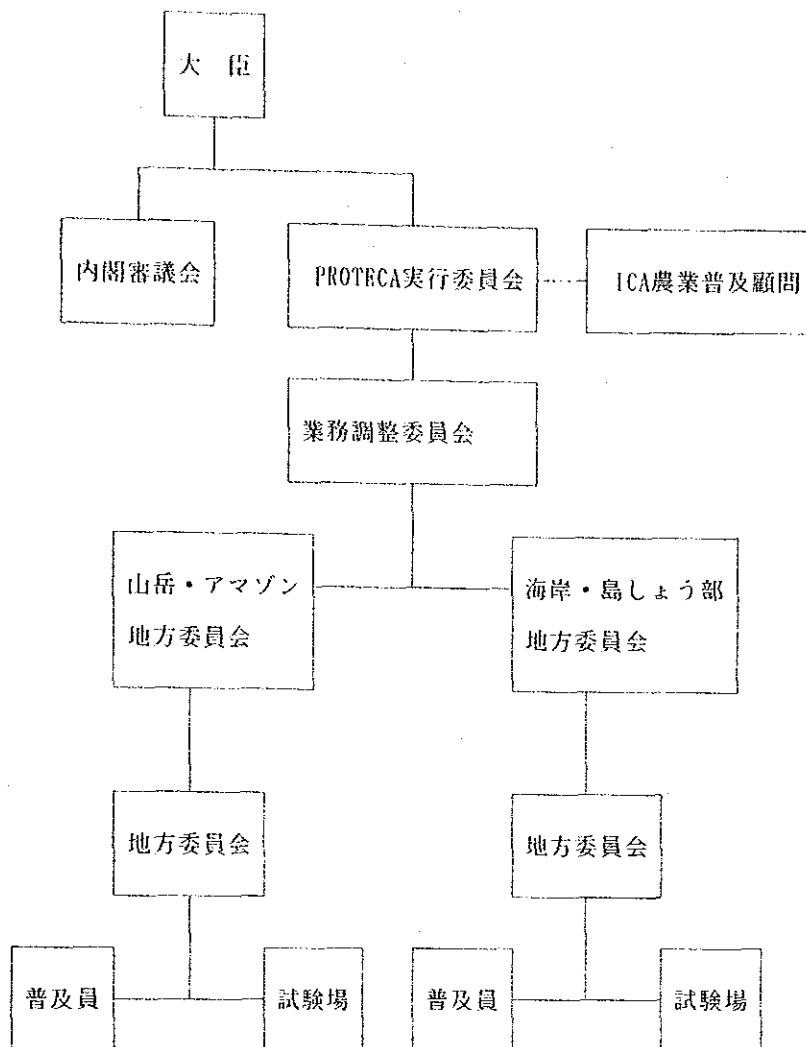 大 臣
内閣審議会
PROTECA実行委員会
ICA農業普及顧問
業務調整委員会
山岳・アマゾン
地方委員会
海岸・島しょう部
地方委員会
地方委員会
地方委員会
普及員
試験場
普及員
試験場